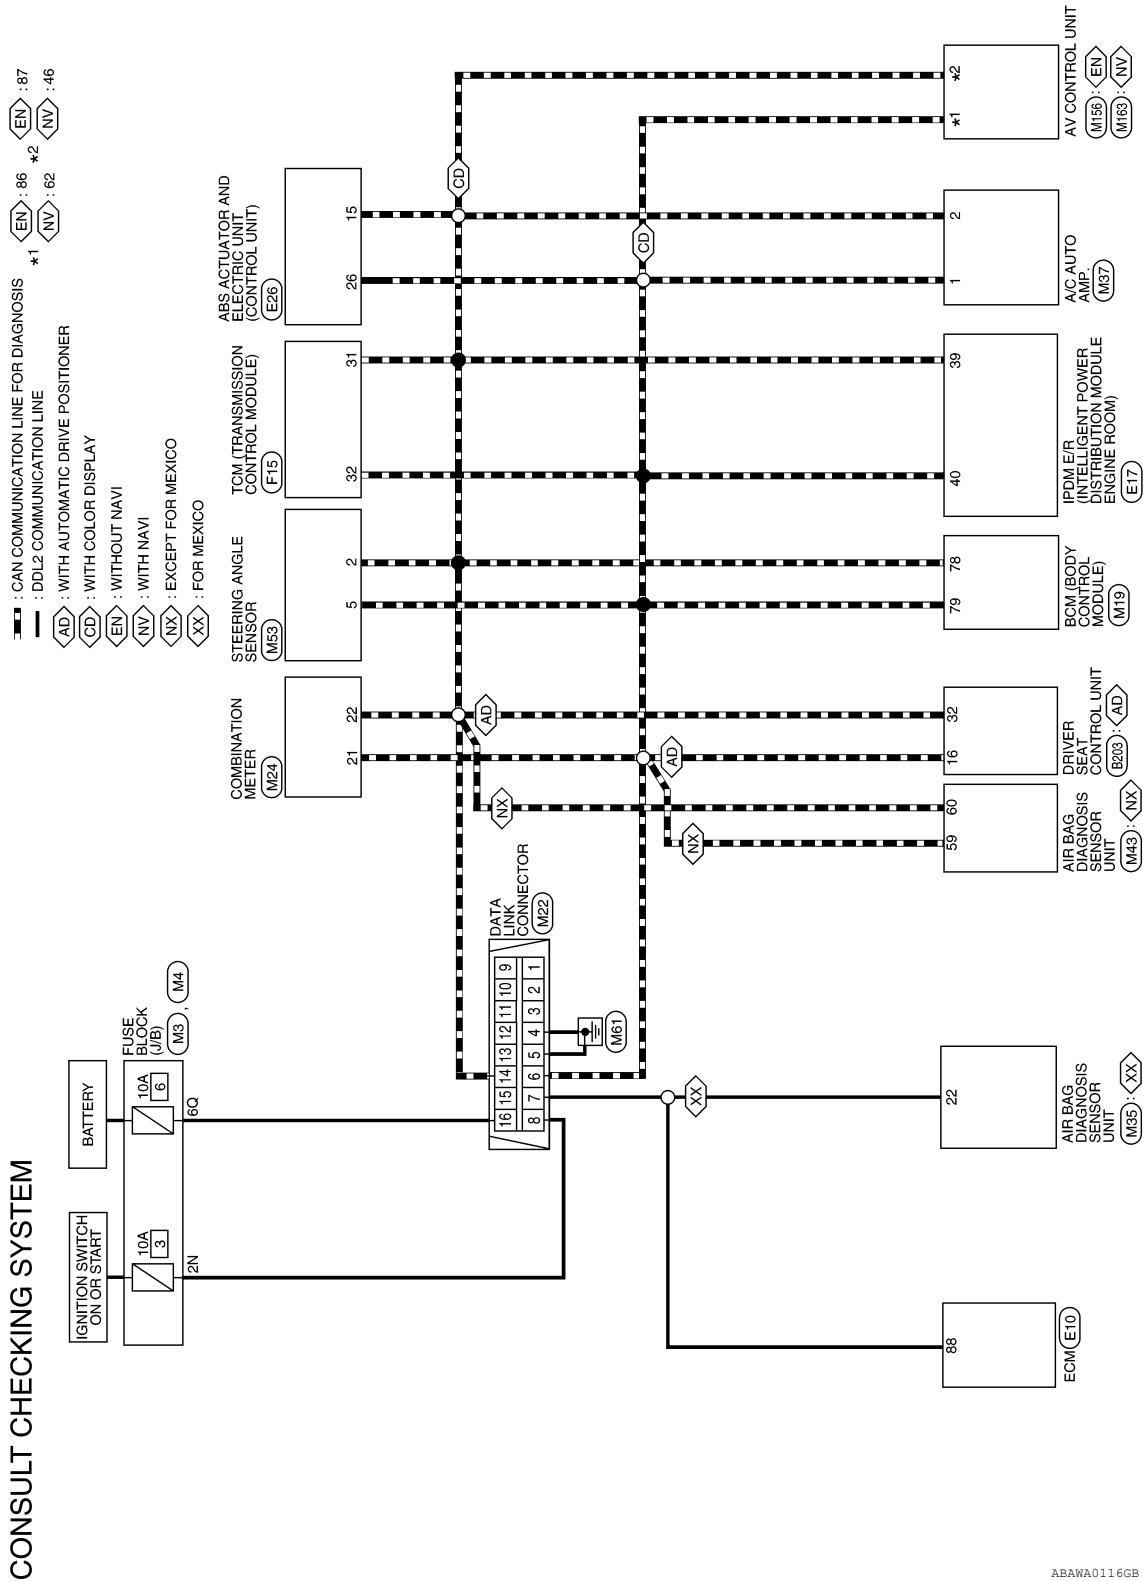 CONSULT CHECKING SYSTEM
: CAN COMMUNICATION LINE FOR DIAGNOSIS
: DDL2 COMMUNICATION LINE
AD : WITH AUTOMATIC DRIVE POSITIONER
CD : WITH COLOR DISPLAY
EN : WITHOUT NAVI
NV : WITH NAVI
NX : EXCEPT FOR MEXICO
XX : FOR MEXICO
*1 EN : 86
NV : 62
*2 EN : 87
NV : 46
IGNITION SWITCH
ON OR START
BATTERY
10A
3
10A
6
FUSE
BLOCK
(J/B)
M3 , M4
2N
6Q
COMBINATION
METER
M24
21
22
STEERING ANGLE
SENSOR
M53
5
2
TCM (TRANSMISSION
CONTROL MODULE)
F15
32
31
ABS ACTUATOR AND
ELECTRIC UNIT
(CONTROL UNIT)
E26
26
15
CD
CD
AD
AD
NX
NX
DATA
LINK
CONNECTOR
M22
16 15 14 13 12 11 10 9
8 7 6 5 4 3 2 1
M61
XX
88
ECM E10
22
AIR BAG
DIAGNOSIS
SENSOR
UNIT
M35 : XX
59
60
AIR BAG
DIAGNOSIS
SENSOR
UNIT
M43 : NX
16
32
DRIVER
SEAT
CONTROL UNIT
B203 : AD
79
78
BCM (BODY
CONTROL
MODULE)
M19
40
39
IPDM E/R
(INTELLIGENT POWER
DISTRIBUTION MODULE
ENGINE ROOM)
E17
1
2
A/C AUTO
AMP.
M37
*1
*2
AV CONTROL UNIT
M156 : EN
M163 : NV
ABAWA0116GB